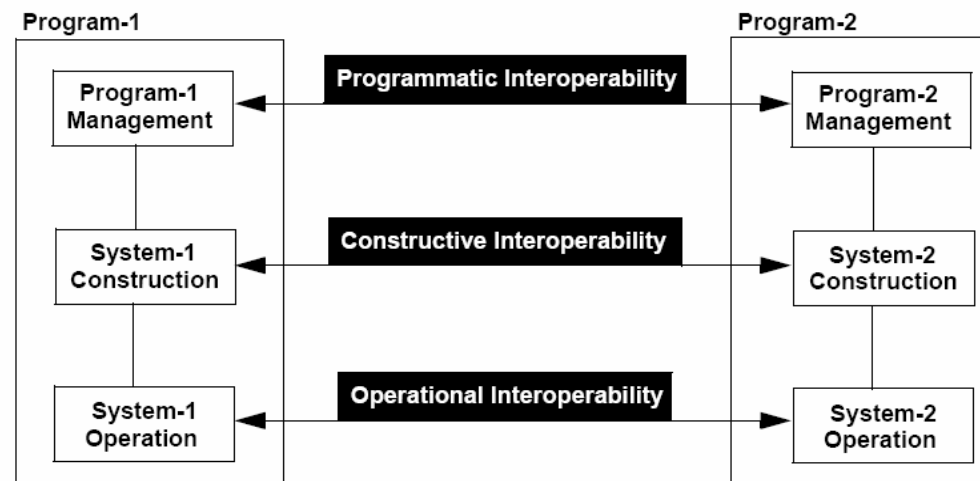 Program-1
Program-2
Programmatic Interoperability
Program-1
Management
Program-2
Management
Constructive Interoperability
System-1
Construction
System-2
Construction
Operational Interoperability
System-1
Operation
System-2
Operation